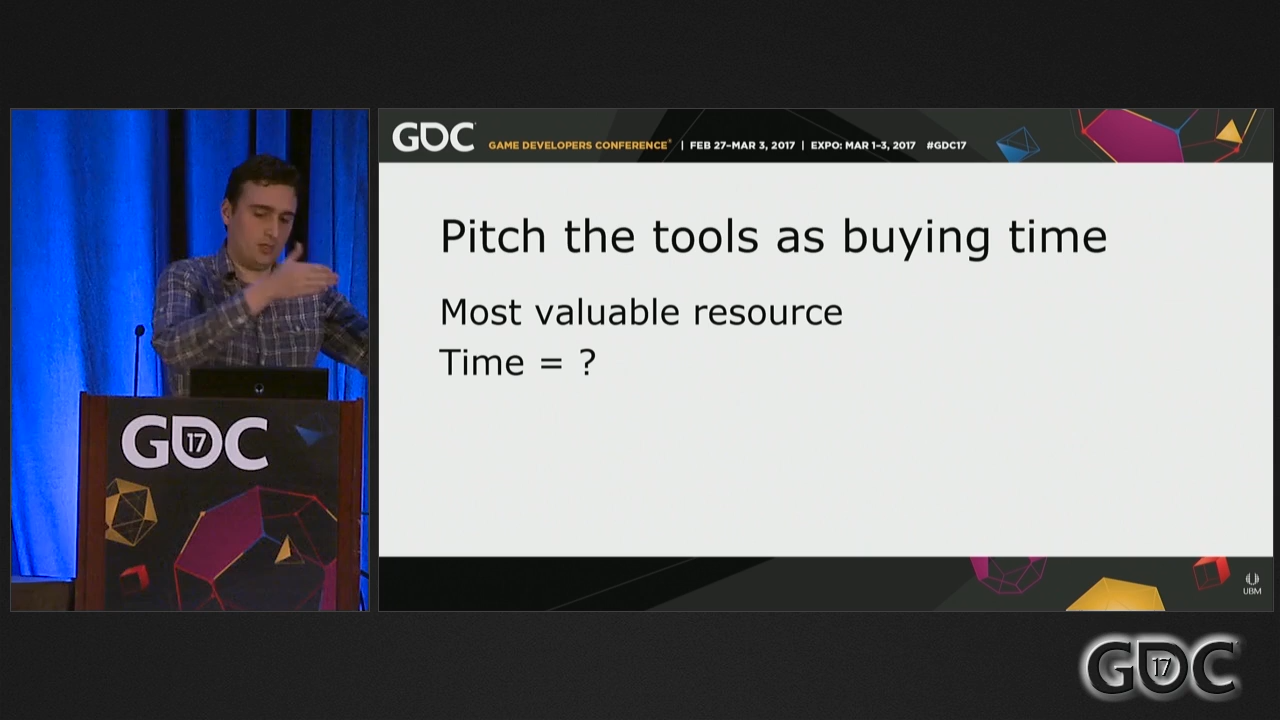 GDC GAME DEVELOPERS CONFERENCE® | FEB 27–MAR 3, 2017 | EXPO: MAR 1–3, 2017 #GDC17
Pitch the tools as buying time
Most valuable resource
Time = ?
GDC
17
UBM
GDC
17